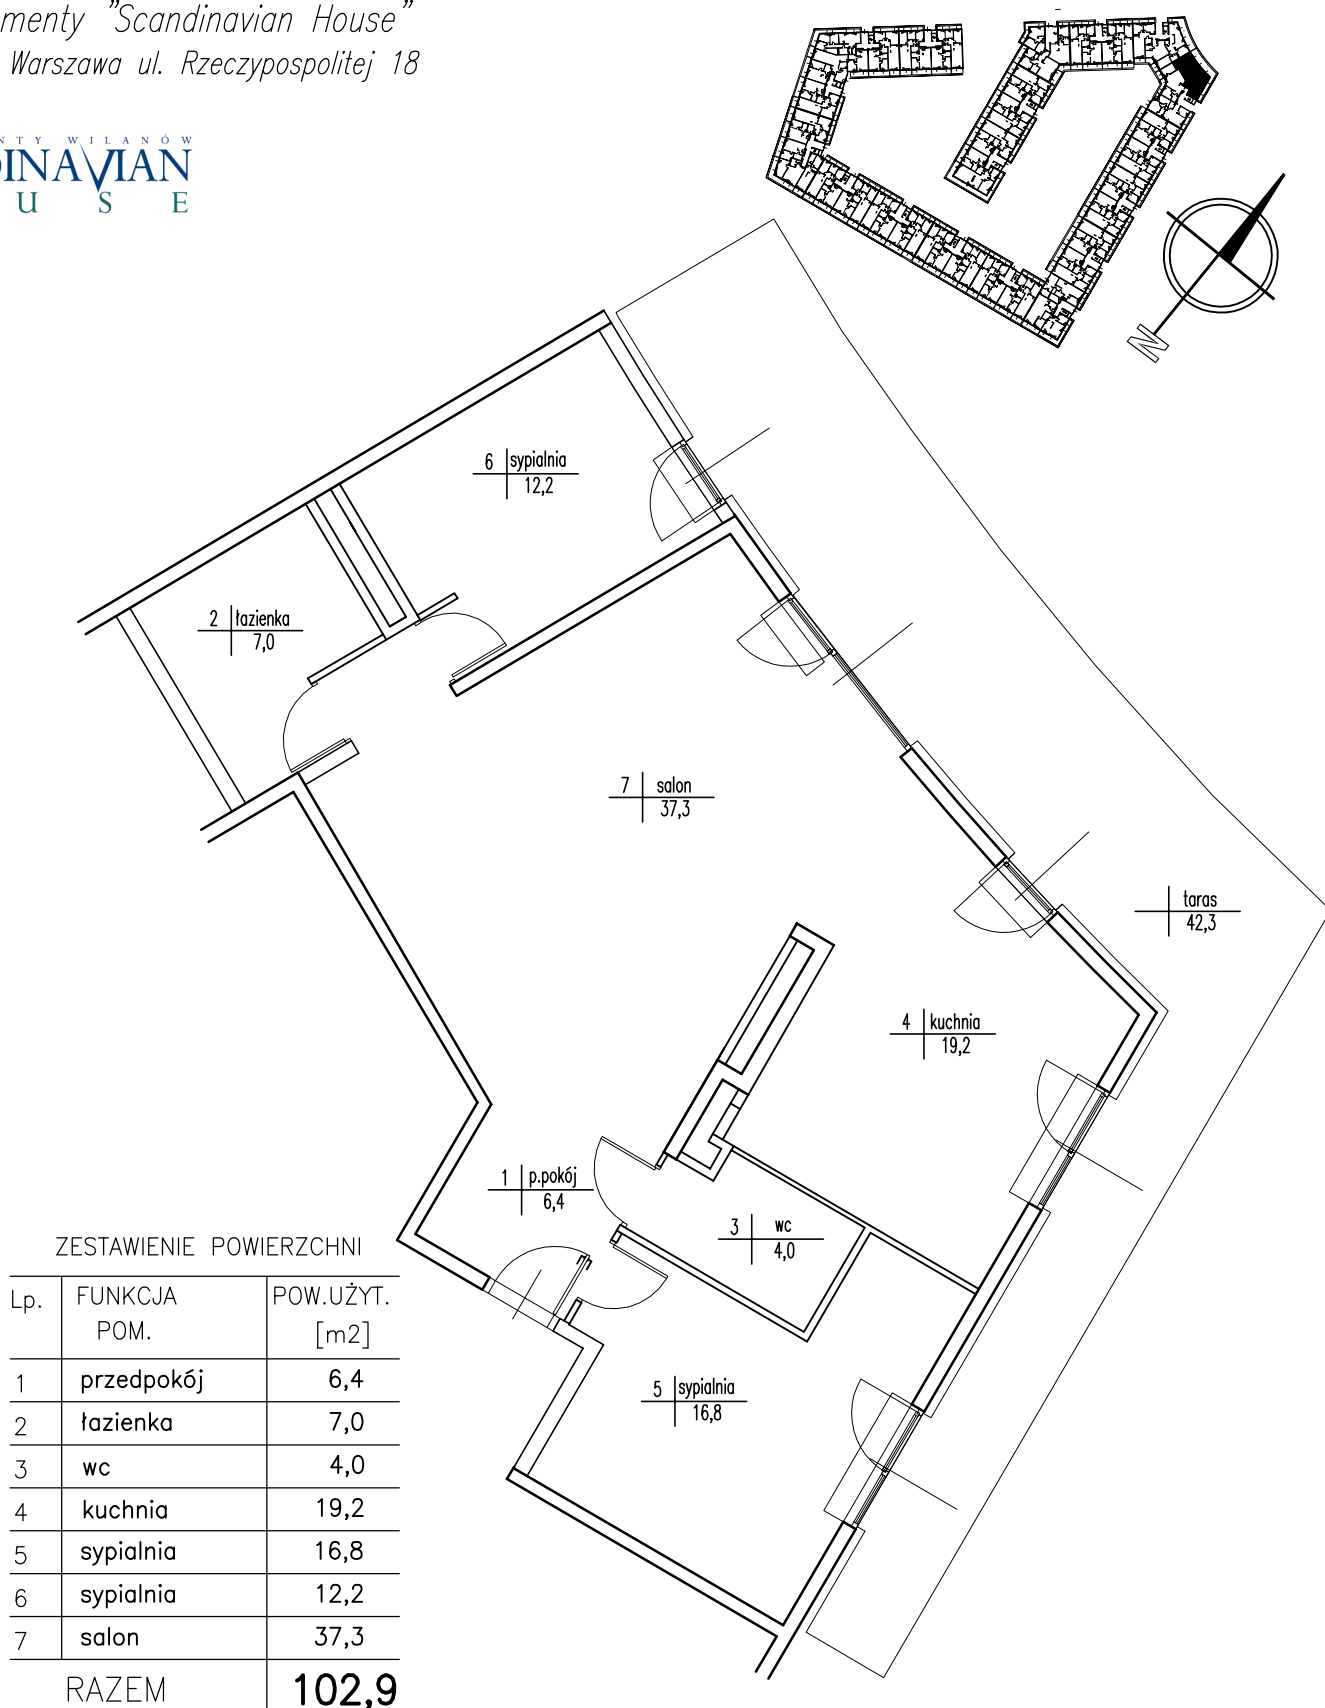 menty "Scandinavian House"
Warszawa ul. Rzeczypospolitej 18
NTY WILANÓW
DINAVIAN
USE
N
6 sypialnia
12,2
2 łazienka
7,0
7 salon
37,3
taras
42,3
4 kuchnia
19,2
1 p.pokój
6,4
3 wc
4,0
5 sypialnia
16,8
ZESTAWIENIE POWIERZCHNI
Lp. FUNKCJA POM. POW.UŻYT. [m2]
1 przedpokój 6,4
2 łazienka 7,0
3 wc 4,0
4 kuchnia 19,2
5 sypialnia 16,8
6 sypialnia 12,2
7 salon 37,3
RAZEM 102,9